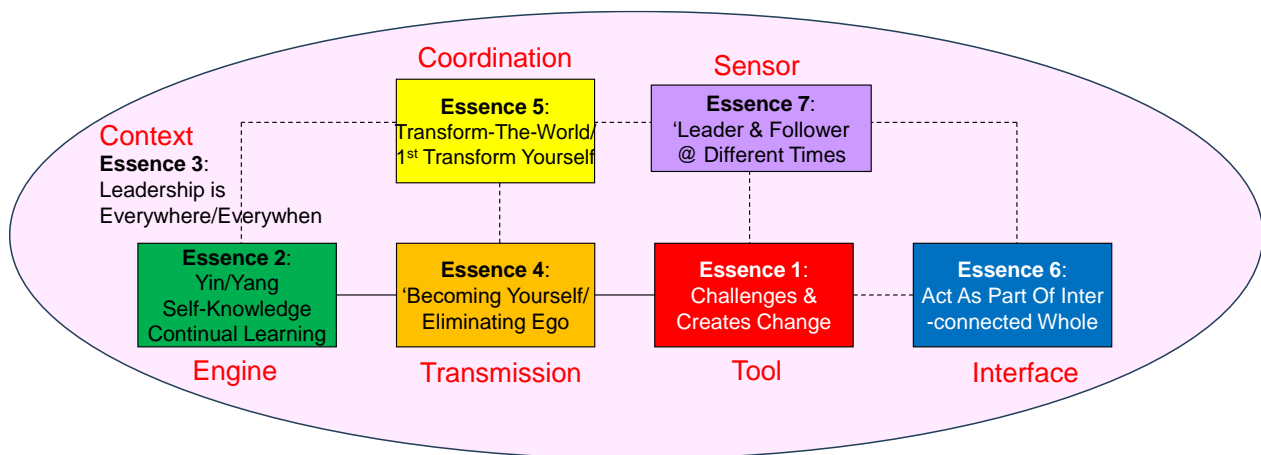 Coordination
Sensor
Essence 5:
Transform-The-World/
1st Transform Yourself
Essence 7:
‘Leader & Follower
@ Different Times
Context
Essence 3:
Leadership is
Everywhere/Everywhen
Essence 2:
Yin/Yang
Self-Knowledge
Continual Learning
Essence 4:
‘Becoming Yourself/
Eliminating Ego
Essence 1:
Challenges &
Creates Change
Essence 6:
Act As Part Of Inter
-connected Whole
Engine
Transmission
Tool
Interface